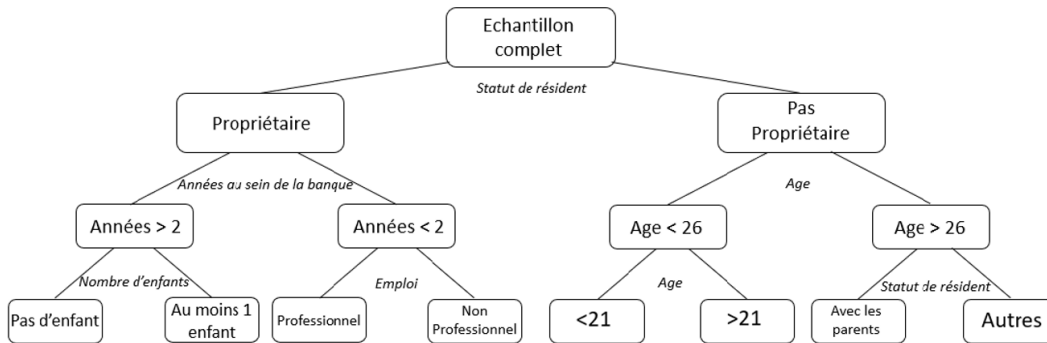 Echantillon
complet
Statut de résident
Propriétaire
Pas
Propriétaire
Années au sein de la banque
Age
Années > 2
Années < 2
Age < 26
Age > 26
Nombre d'enfants
Emploi
Age
Statut de résident
Pas d'enfant
Au moins 1
enfant
Professionnel
Non
Professionnel
<21
>21
Avec les
parents
Autres